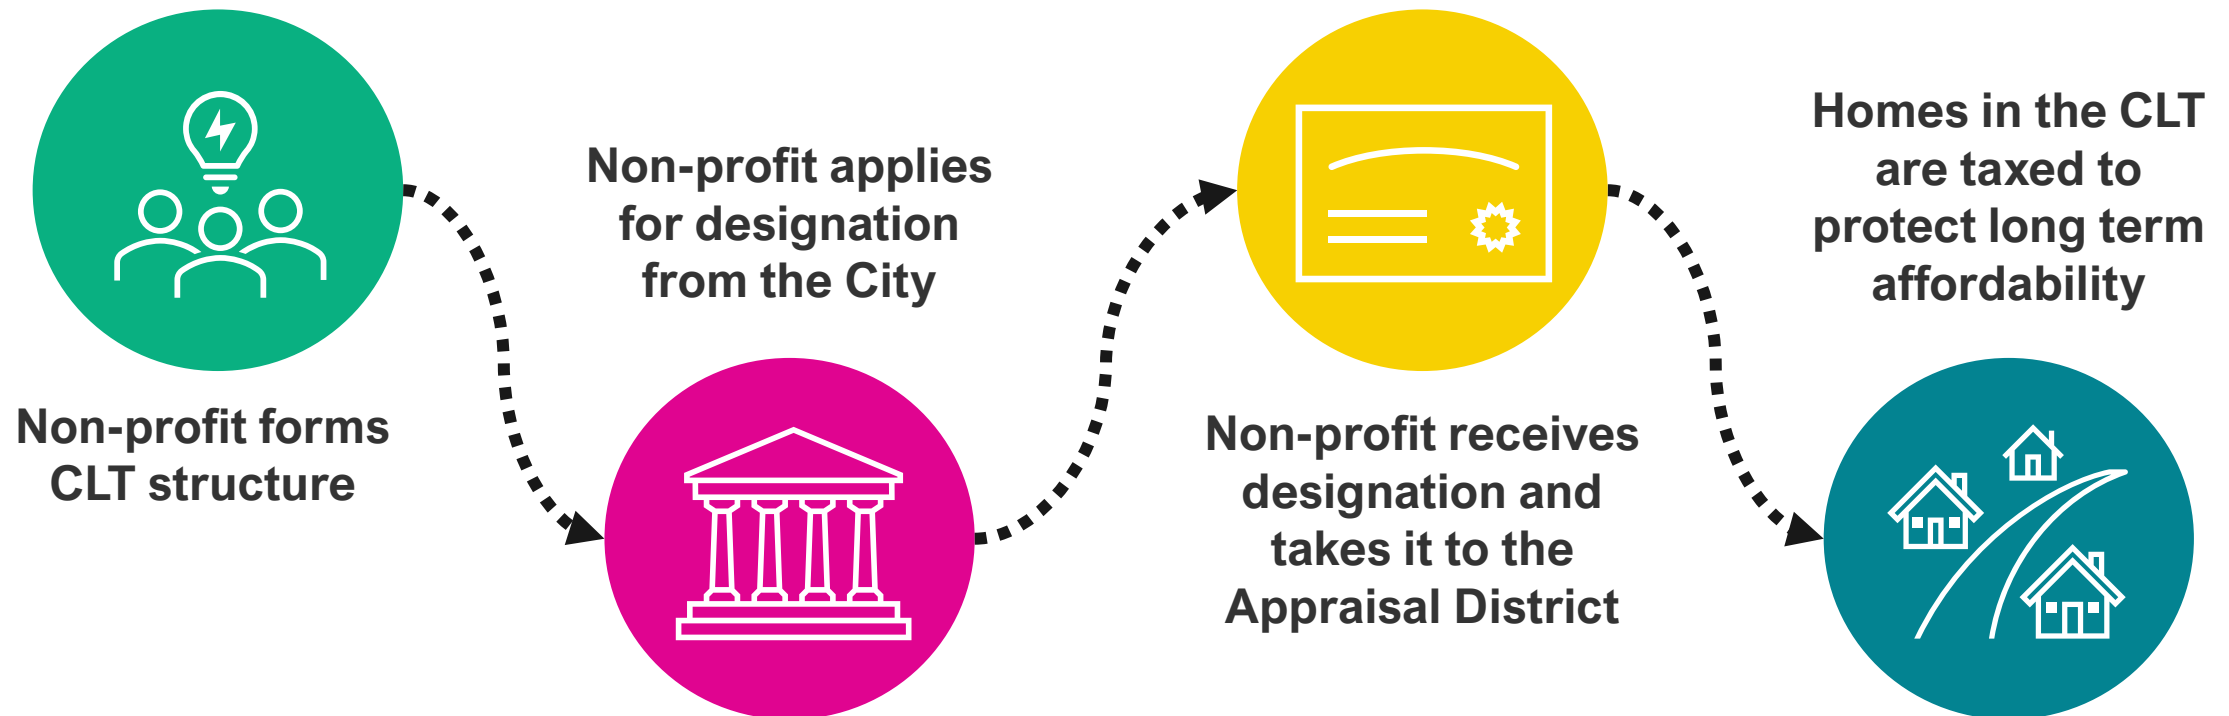 Non-profit forms
CLT structure
Non-profit applies
for designation
from the City
Non-profit receives
designation and
takes it to the
Appraisal District
Homes in the CLT
are taxed to
protect long term
affordability